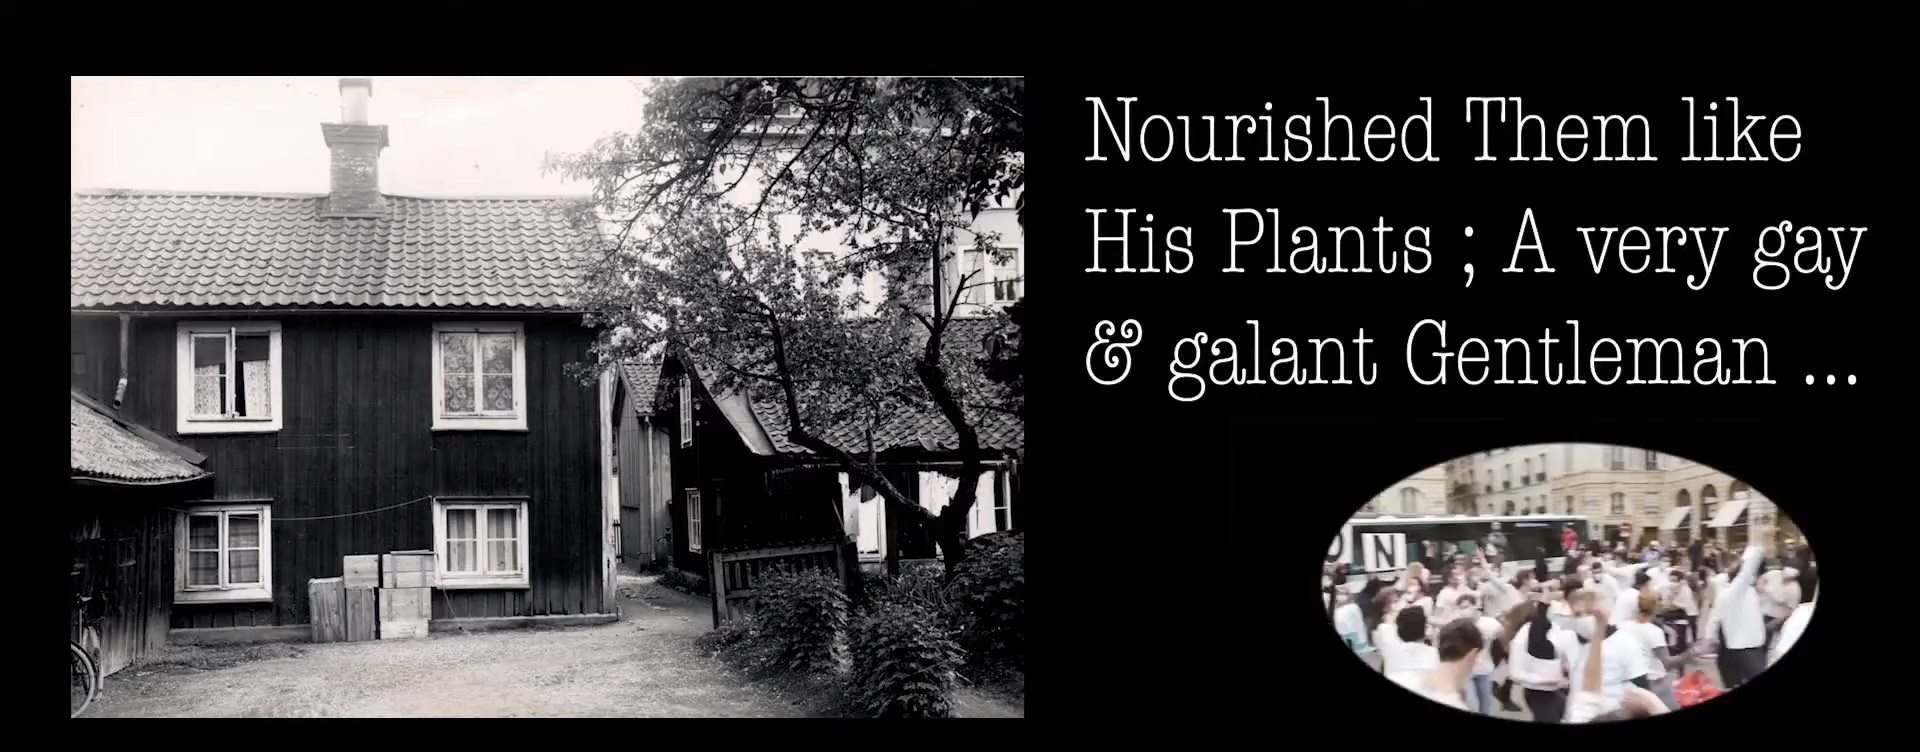 Nourished Them like
His Plants ; A very gay
& galant Gentleman ...
N